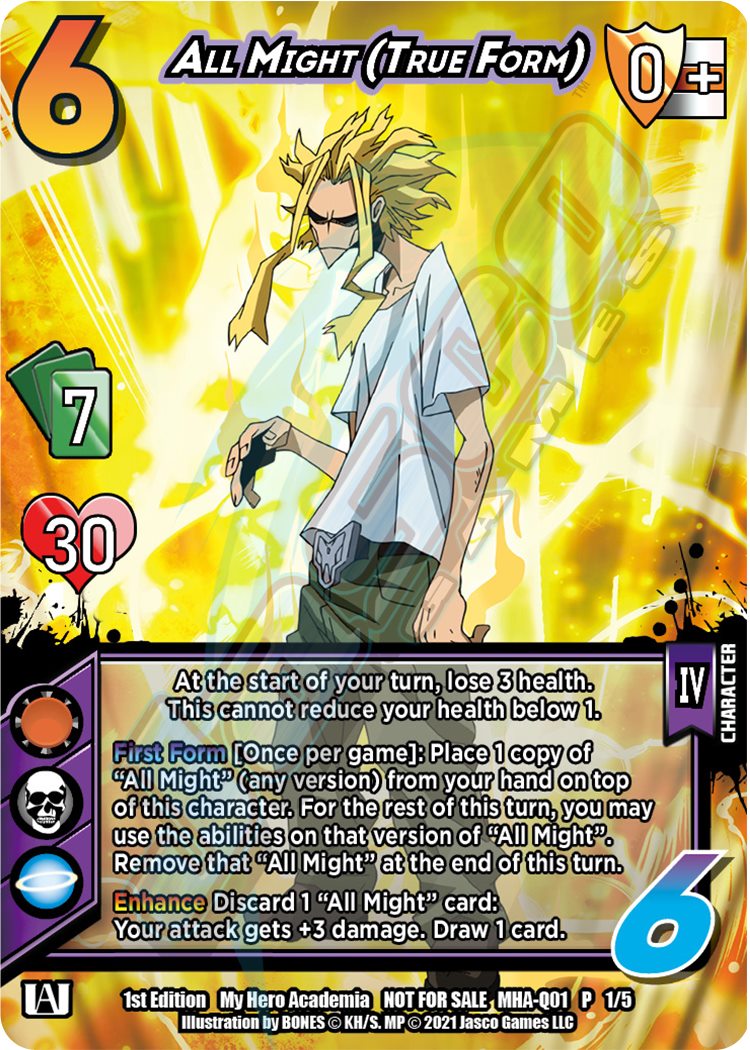 6
ALL MIGHT (TRUE FORM)
TM
0 +
7
30
IV
CHARACTER
At the start of your turn, lose 3 health.
This cannot reduce your health below 1.
First Form [Once per game]: Place 1 copy of
“All Might” (any version) from your hand on top
of this character. For the rest of this turn, you may
use the abilities on that version of “All Might”.
Remove that “All Might” at the end of this turn.
Enhance Discard 1 “All Might” card:
Your attack gets +3 damage. Draw 1 card.
6
UA
1st Edition My Hero Academia NOT FOR SALE MHA-Q01 P 1/5
Illustration by BONES © KH/S. MP © 2021 Jasco Games LLC